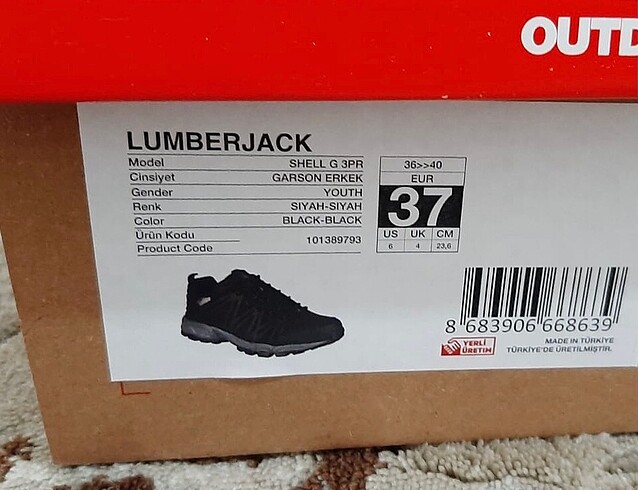 OUTD
LUMBERJACK
Model SHELL G 3PR
Cinsiyet GARSON ERKEK
Gender YOUTH
Renk SIYAH-SIYAH
Color BLACK-BLACK
Ürün Kodu
Product Code 101389793
36>>40
EUR
37
US UK CM
6 4 23,6
8 683906 668639
YERLİ
ÜRETİM
MADE IN TÜRKİYE
TÜRKİYE'DE ÜRETİLMİŞTİR.